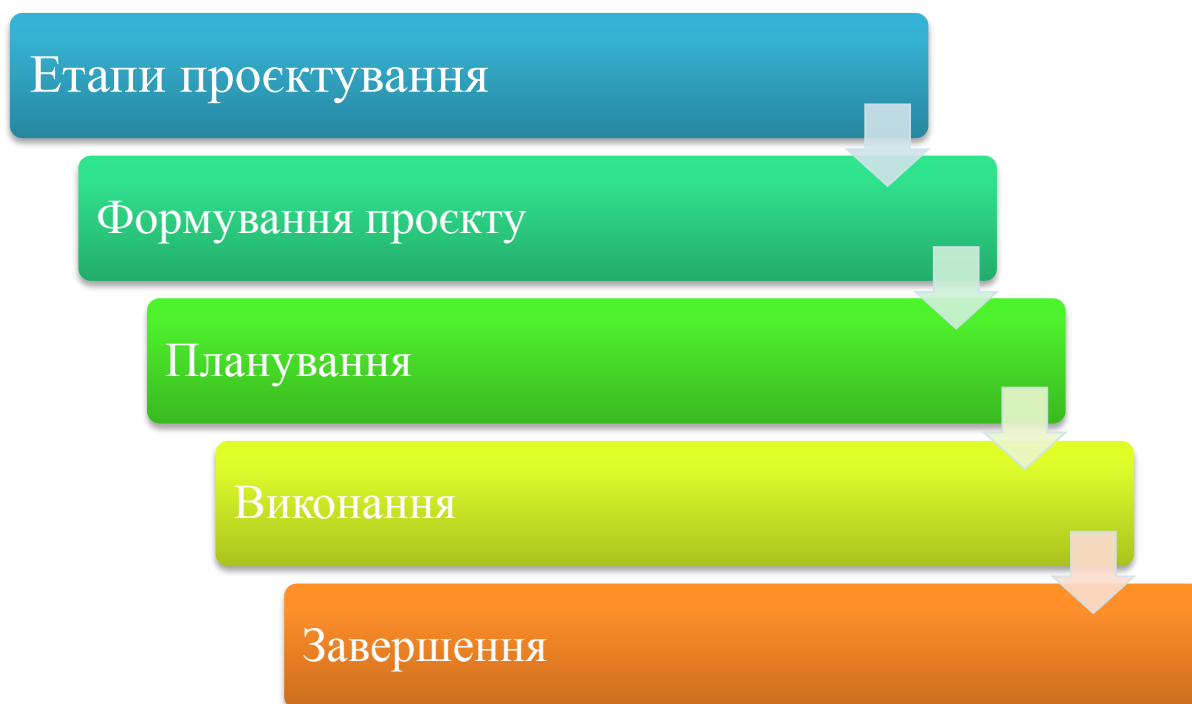 Етапи проєктування
Формування проєкту
Планування
Виконання
Завершення